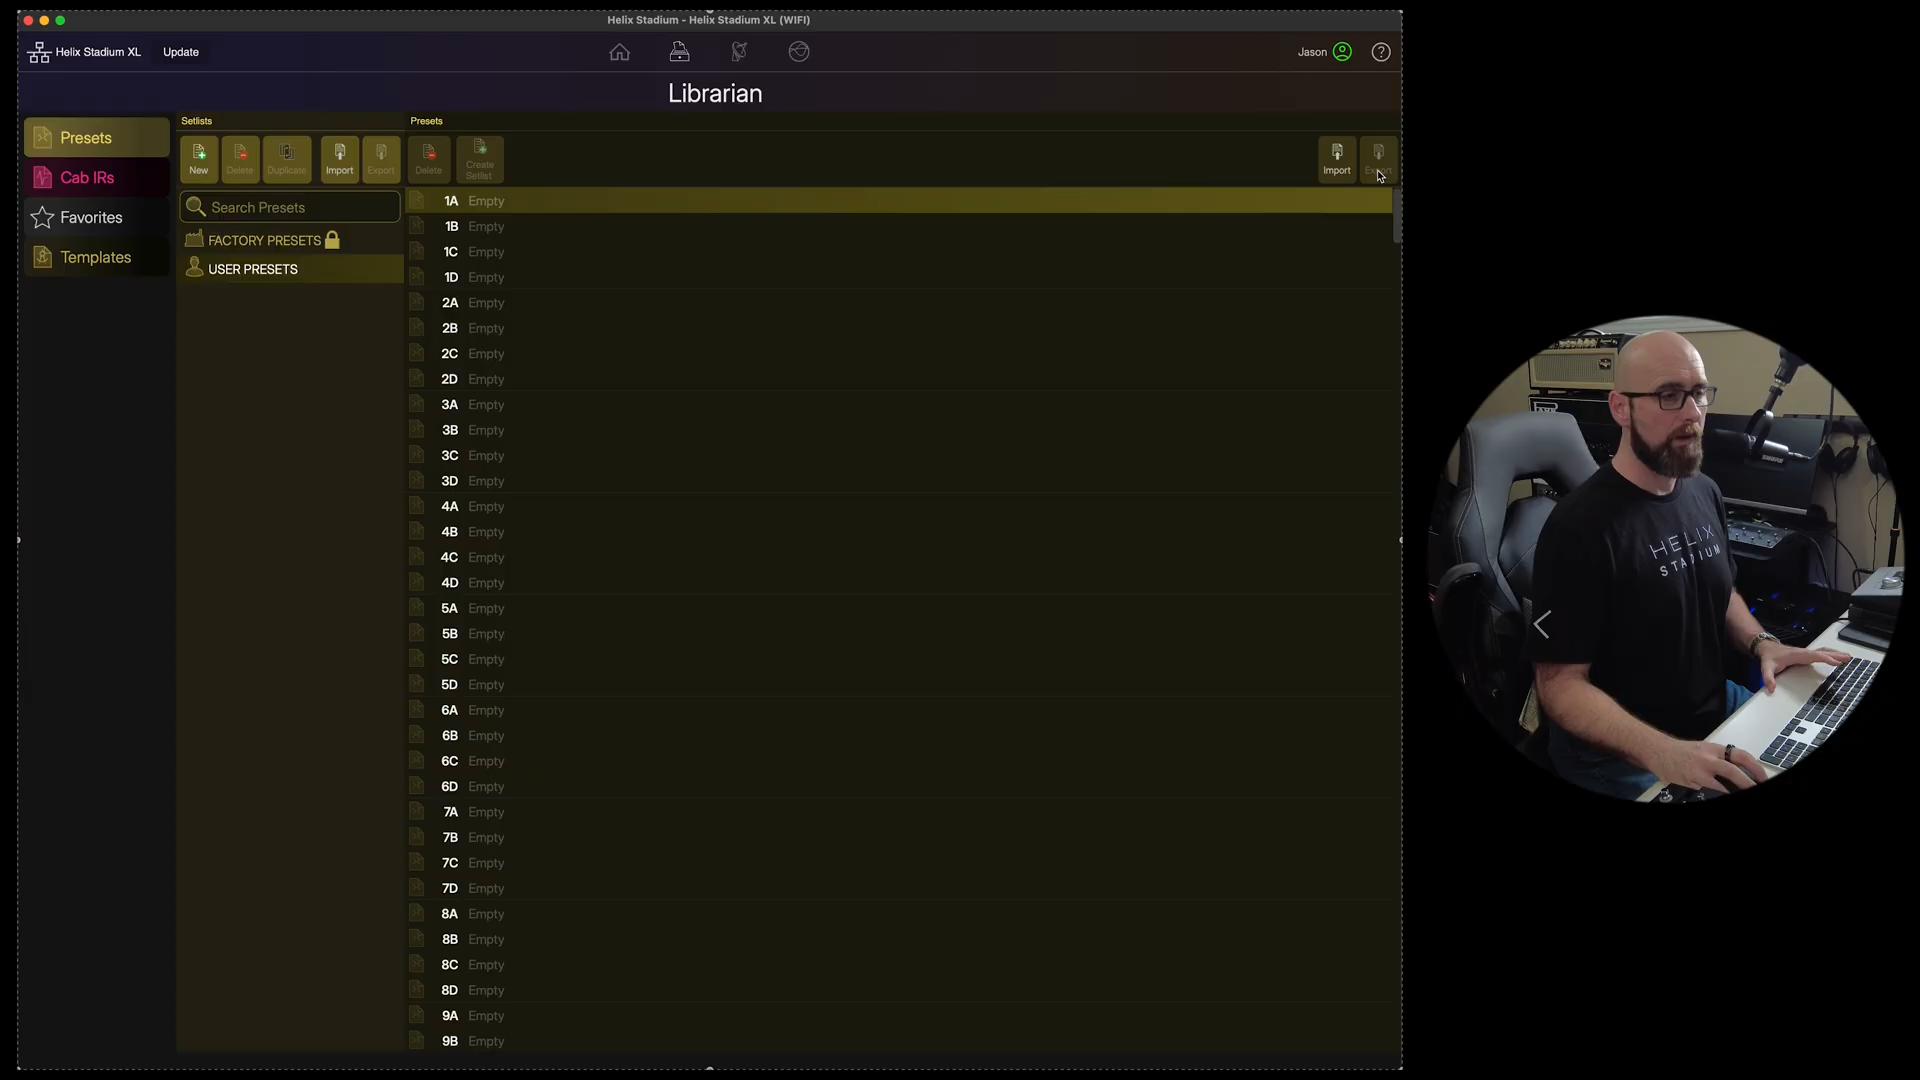 Helix Stadium - Helix Stadium XL (WIFI)
Helix Stadium XL Update Jason ?
Librarian
Presets
Cab IRs
Favorites
Templates
Setlists
New Delete Duplicate Import Export
Search Presets
FACTORY PRESETS
USER PRESETS
Presets
Delete Create Setlist Import Export
1A Empty
1B Empty
1C Empty
1D Empty
2A Empty
2B Empty
2C Empty
2D Empty
3A Empty
3B Empty
3C Empty
3D Empty
4A Empty
4B Empty
4C Empty
4D Empty
5A Empty
5B Empty
5C Empty
5D Empty
6A Empty
6B Empty
6C Empty
6D Empty
7A Empty
7B Empty
7C Empty
7D Empty
8A Empty
8B Empty
8C Empty
8D Empty
9A Empty
9B Empty
HELIX
STADIUM
SHURE